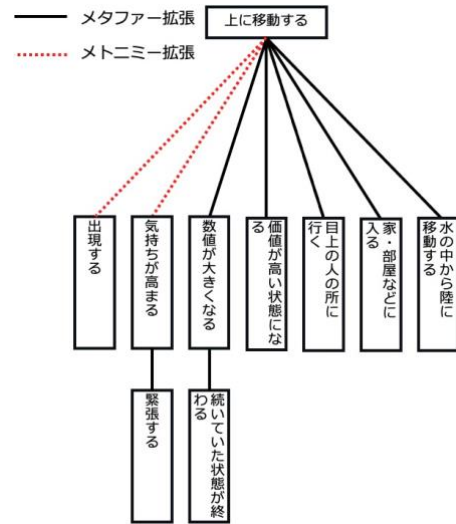 メタファー拡張
メトニミー拡張
上に移動する
出現する
気持ちが高まる
数値が大きくなる
価値が高い状態にな
る
目上の人の所に
行く
家・部屋などに
入る
水の中から陸に
移動する
緊張する
続いていた状態が終
わる